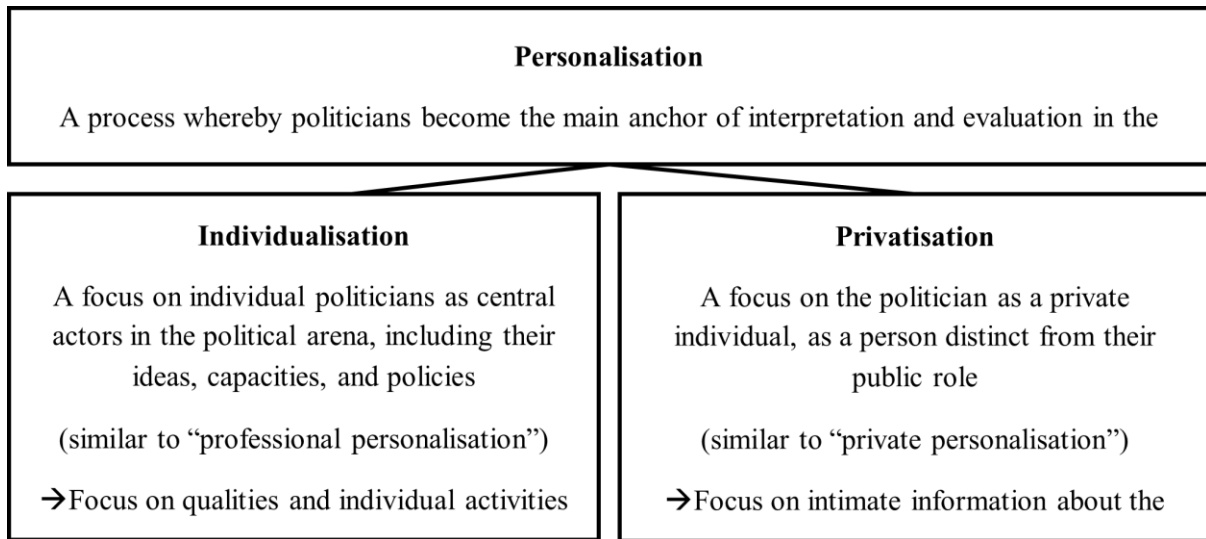 Personalisation
A process whereby politicians become the main anchor of interpretation and evaluation in the
Individualisation
A focus on individual politicians as central
actors in the political arena, including their
ideas, capacities, and policies
(similar to “professional personalisation”)
→Focus on qualities and individual activities
Privatisation
A focus on the politician as a private
individual, as a person distinct from their
public role
(similar to “private personalisation”)
→Focus on intimate information about the